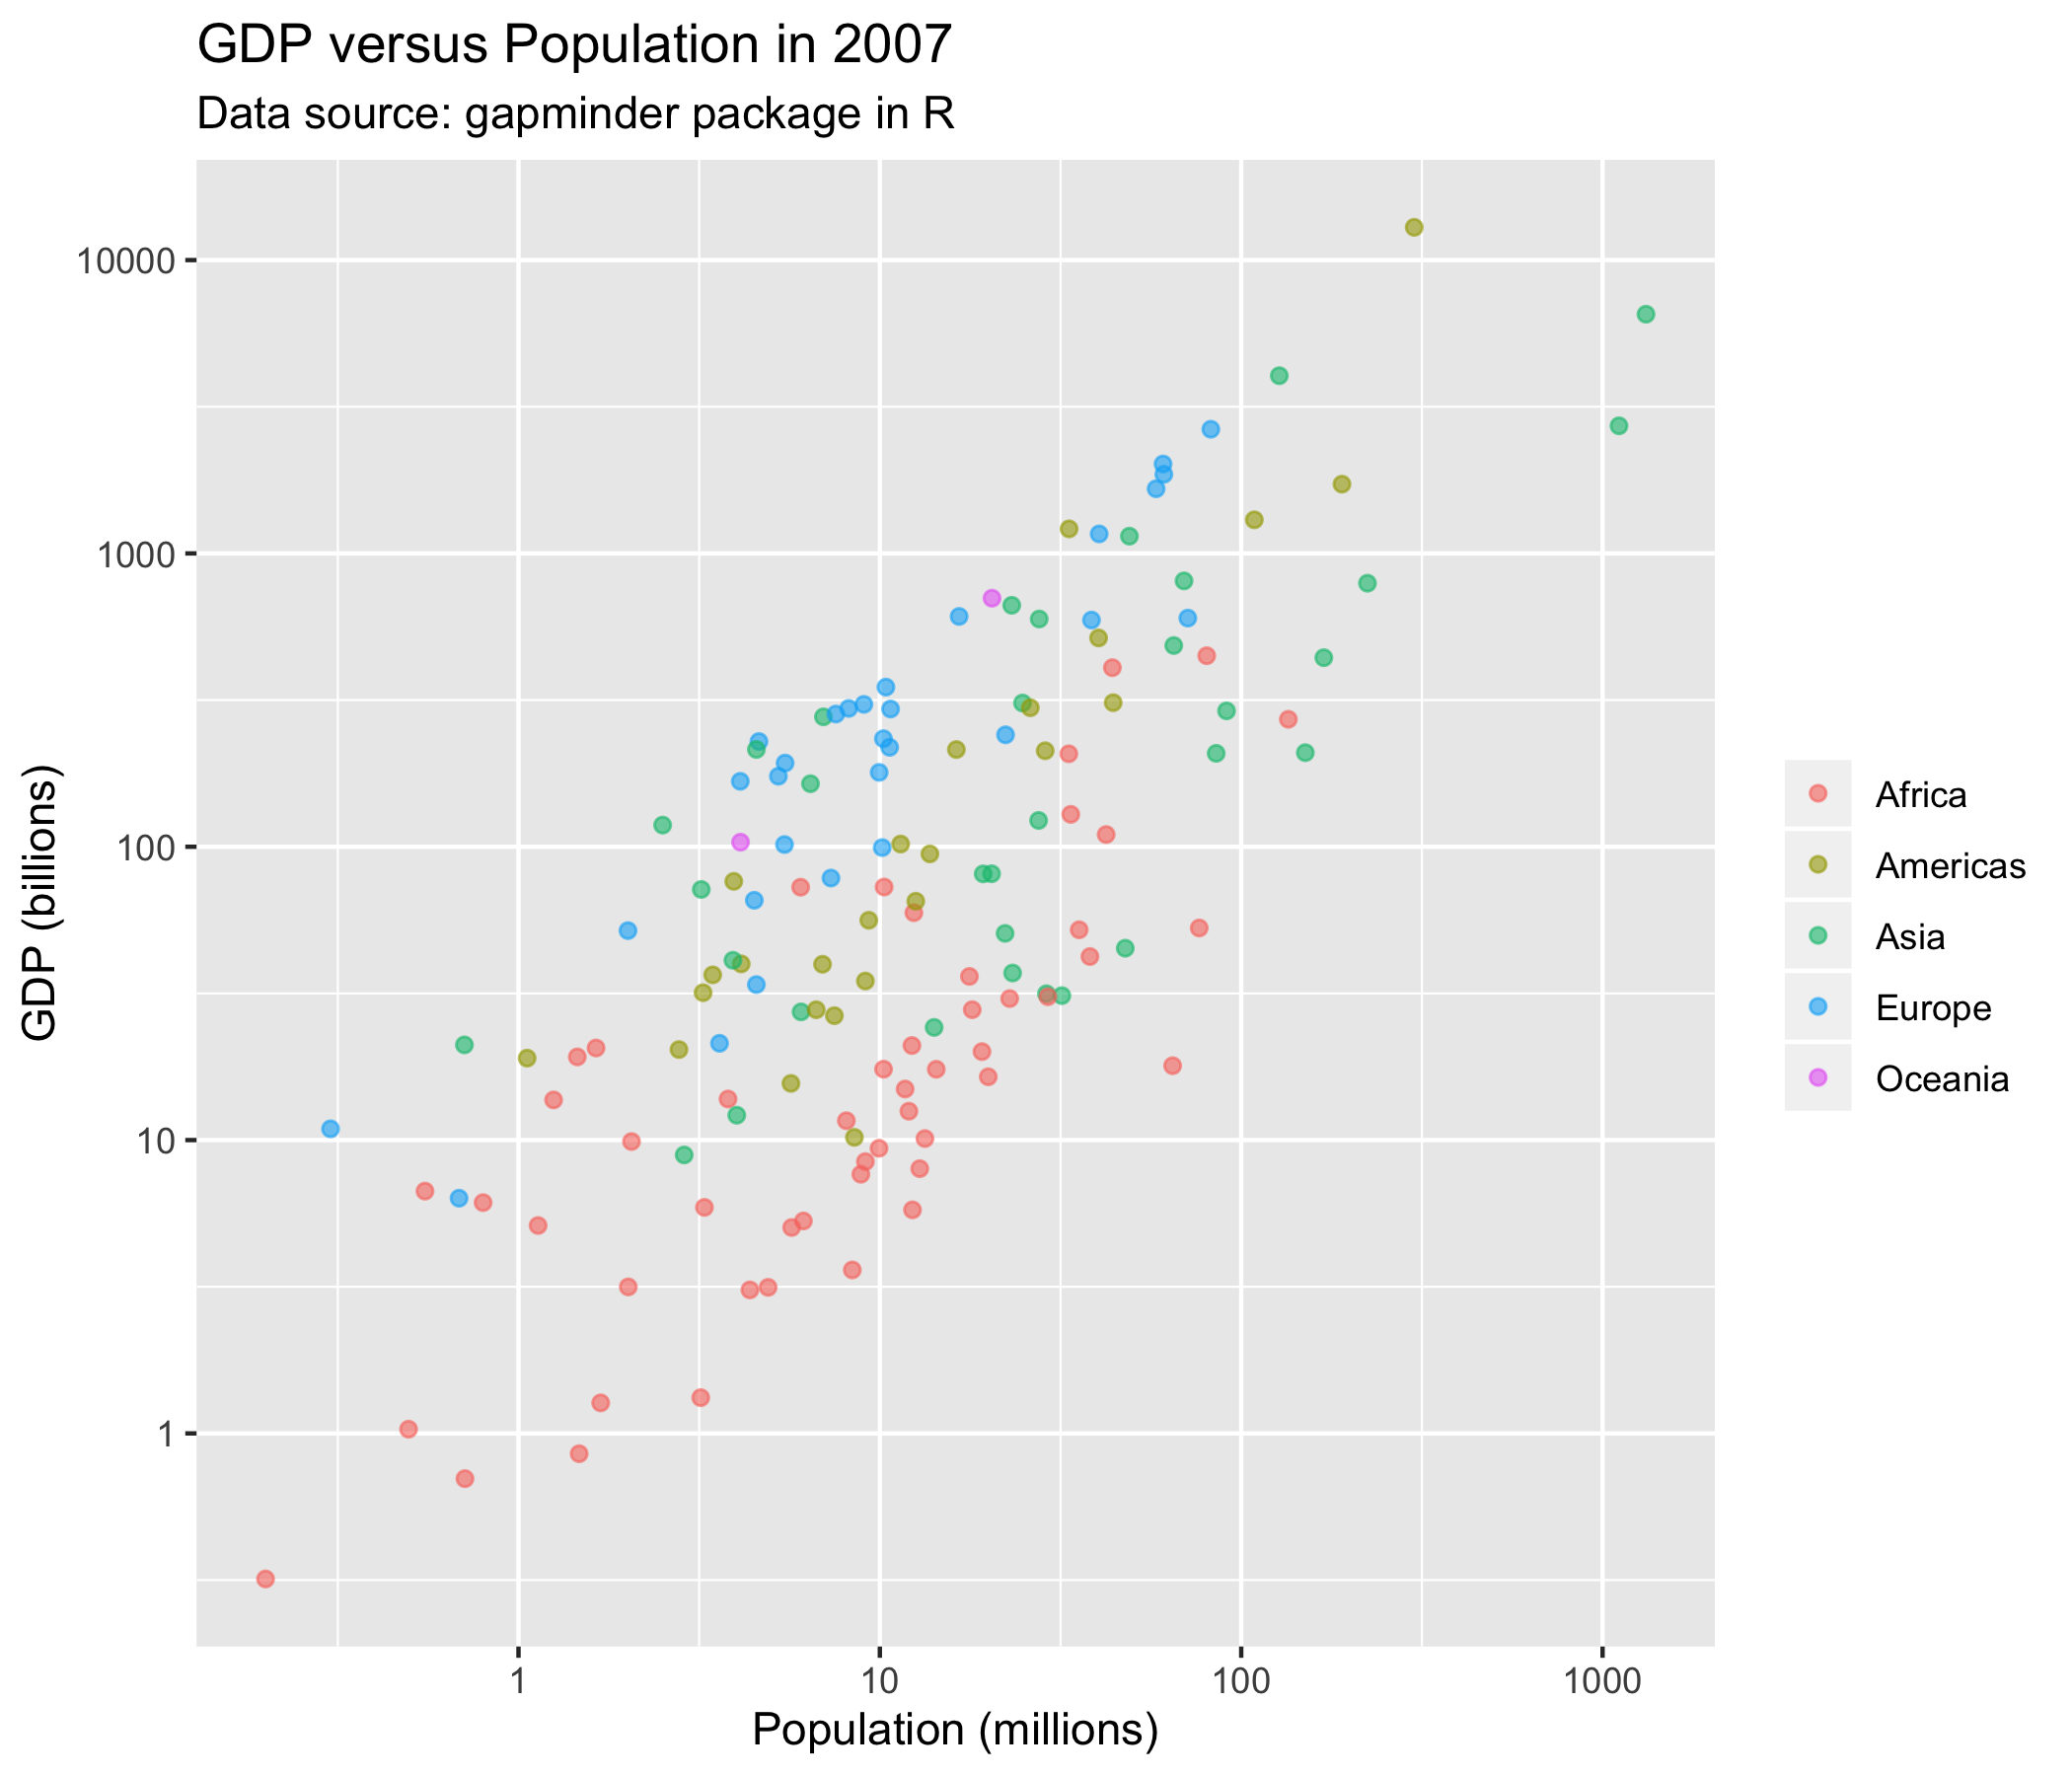 GDP versus Population in 2007
Data source: gapminder package in R
10000
1000
100
10
1
GDP (billions)
1
10
100
1000
Population (millions)
Africa
Americas
Asia
Europe
Oceania